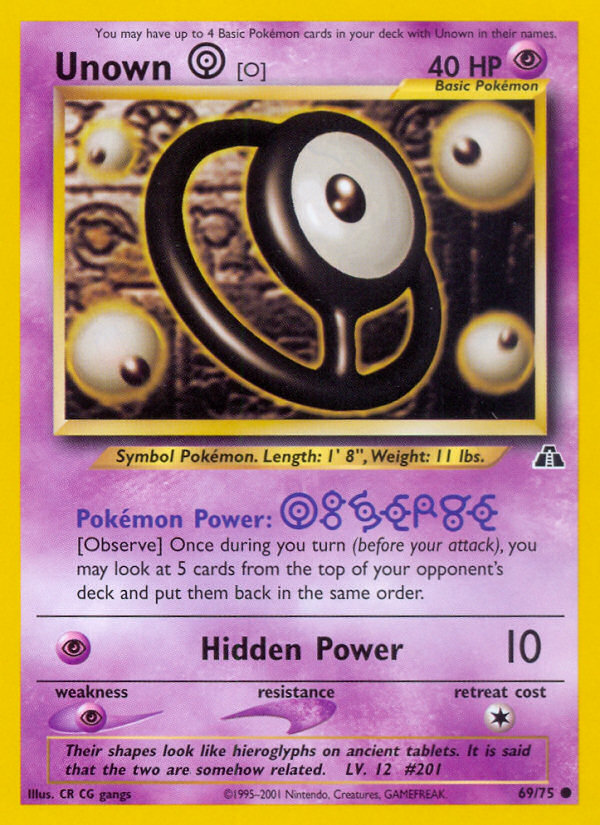 You may have up to 4 Basic Pokémon cards in your deck with Unown in their names.
Unown [O] 40 HP
Basic Pokémon
Symbol Pokémon. Length: 1' 8", Weight: 11 lbs.
Pokémon Power: OBSERVE
[Observe] Once during you turn (before your attack), you
may look at 5 cards from the top of your opponent's
deck and put them back in the same order.
Hidden Power 10
weakness resistance retreat cost
Their shapes look like hieroglyphs on ancient tablets. It is said
that the two are somehow related. LV. 12 #201
Illus. CR CG gangs ©1995-2001 Nintendo, Creatures, GAMEFREAK. 69/75